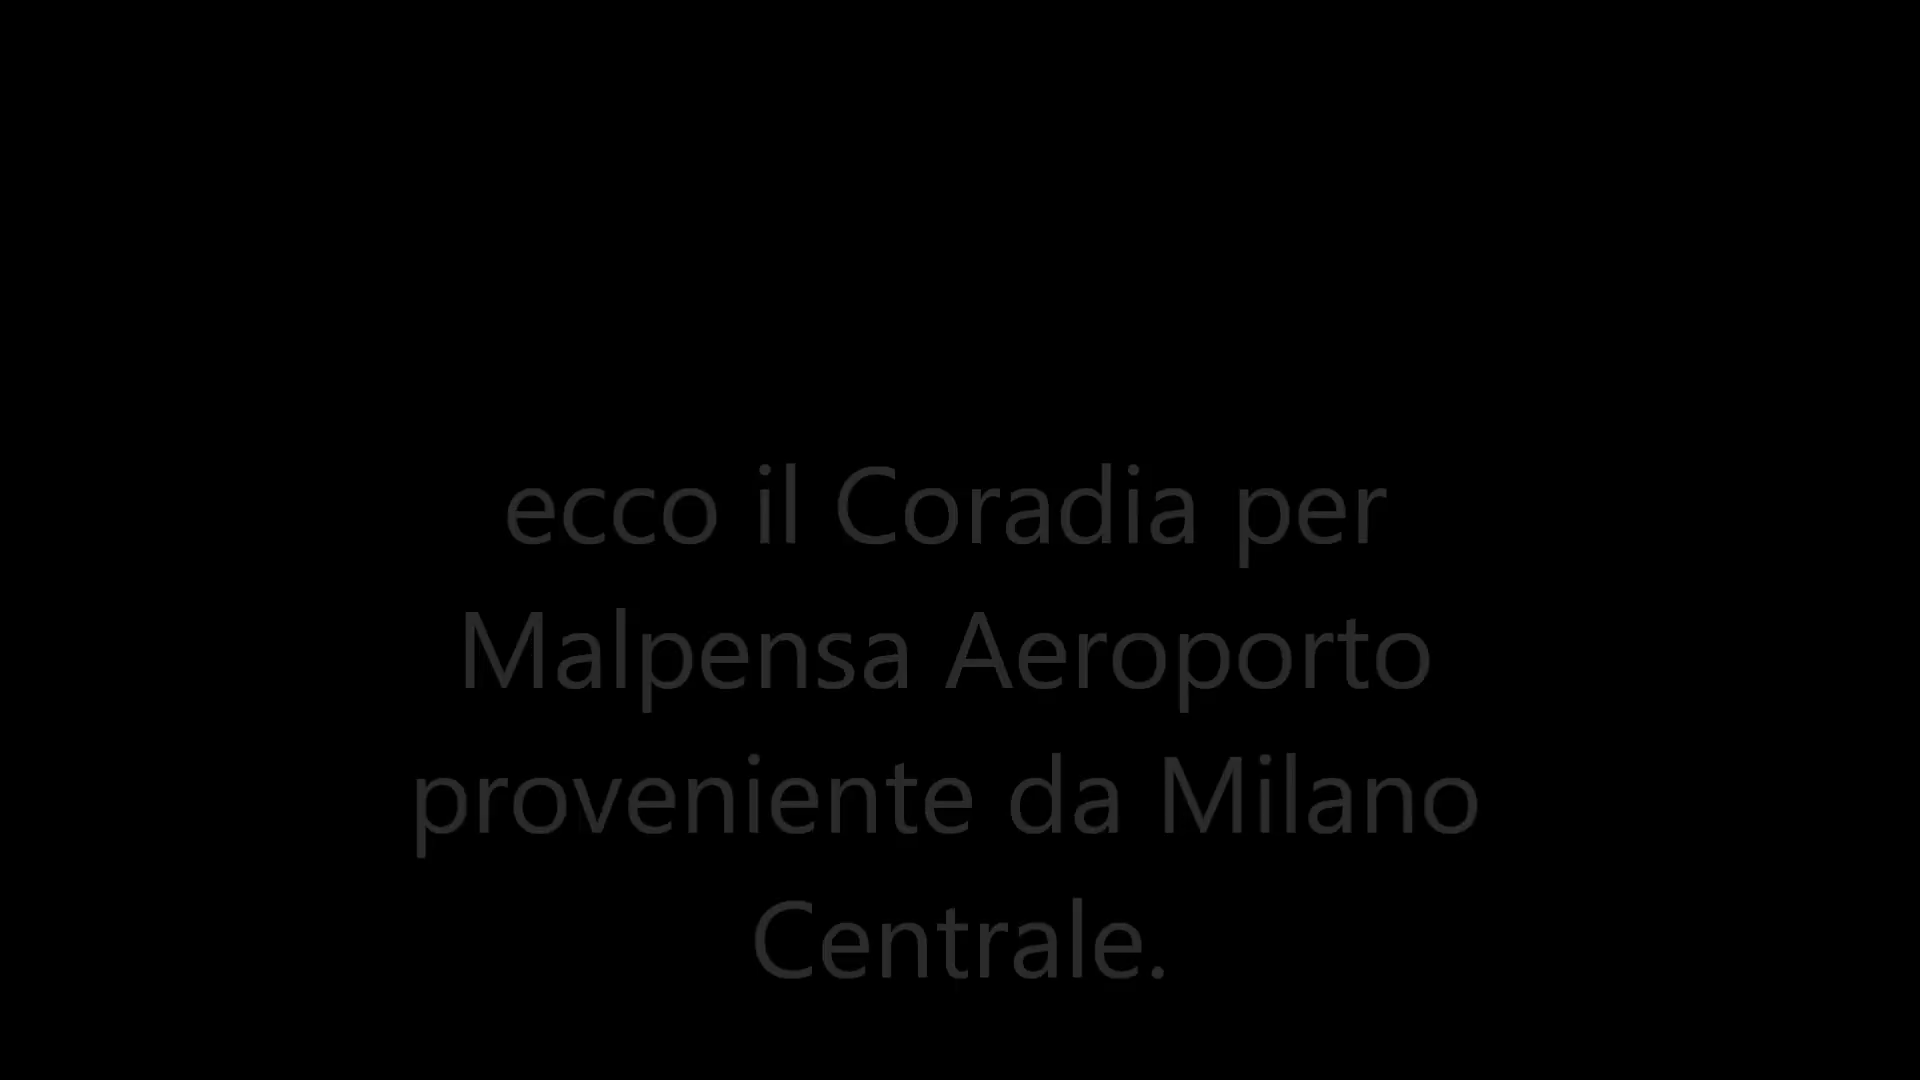 ecco il Coradia per
Malpensa Aeroporto
proveniente da Milano
Centrale.